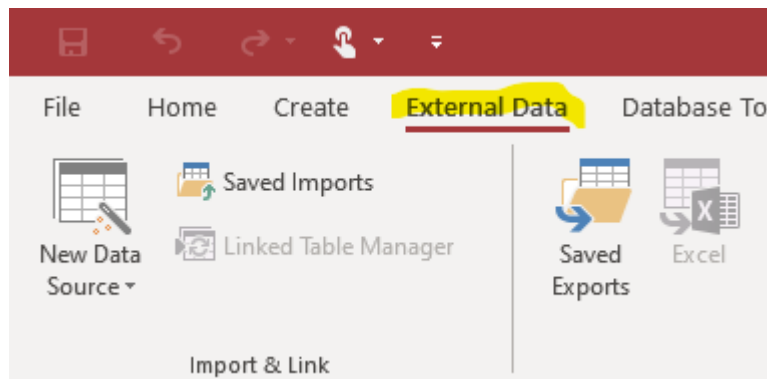 File Home Create External Data Database To
Saved Imports
Linked Table Manager
New Data
Source
Saved
Exports
Excel
X
Import & Link